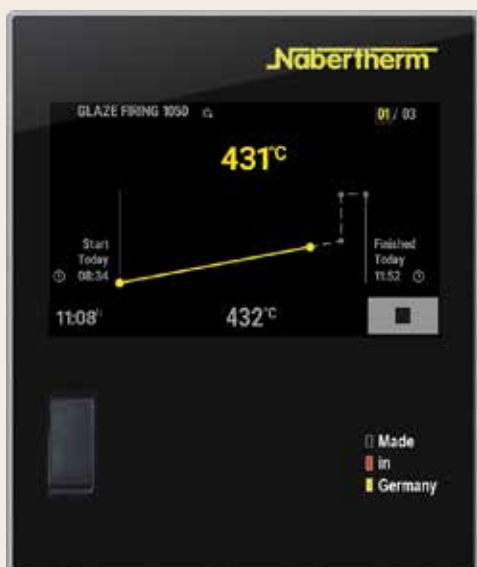 Nabertherm
GLAZE FIRING 1050
01 / 03
431°C
Start
Today
08:34
Finished
Today
11:52
11:08
432°C
Made
in
Germany